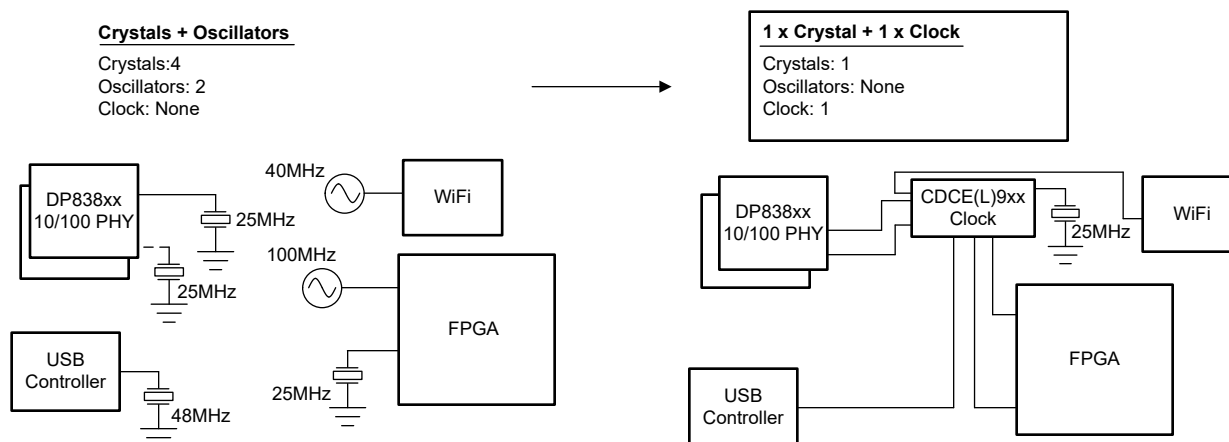 Crystals + Oscillators
Crystals:4
Oscillators: 2
Clock: None
1 x Crystal + 1 x Clock
Crystals: 1
Oscillators: None
Clock: 1
DP838xx
10/100 PHY
25MHz
25MHz
40MHz
WiFi
100MHz
FPGA
25MHz
USB
Controller
48MHz
DP838xx
10/100 PHY
CDCE(L)9xx
Clock
25MHz
WiFi
FPGA
USB
Controller